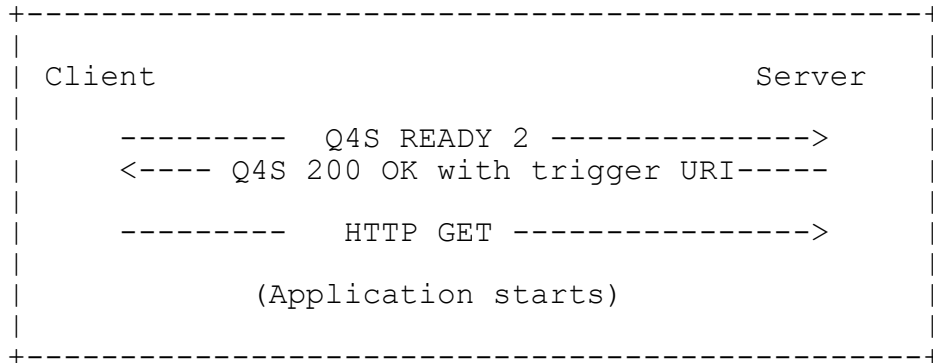 Client Server
--------- Q4S READY 2 -------------->
<---- Q4S 200 OK with trigger URI-----
--------- HTTP GET ---------------->
(Application starts)